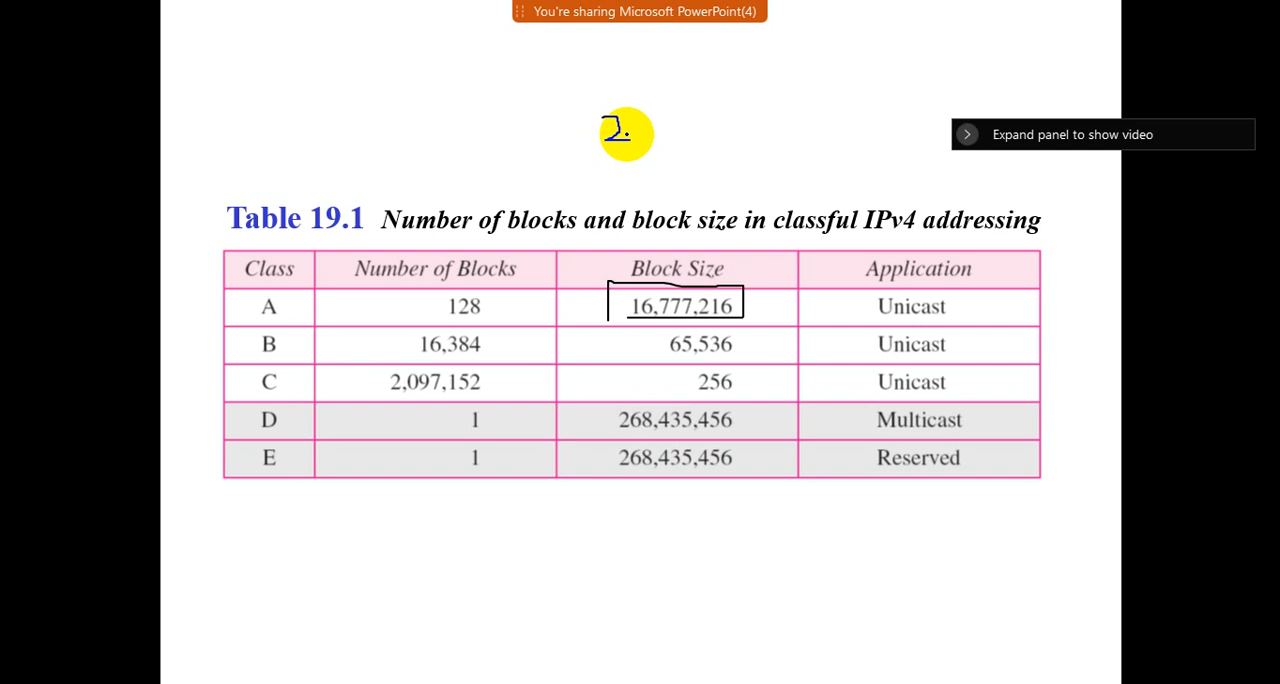 You're sharing Microsoft PowerPoint(4)
2.
Expand panel to show video
Table 19.1 Number of blocks and block size in classful IPv4 addressing
Class Number of Blocks Block Size Application
A 128 16,777,216 Unicast
B 16,384 65,536 Unicast
C 2,097,152 256 Unicast
D 1 268,435,456 Multicast
E 1 268,435,456 Reserved